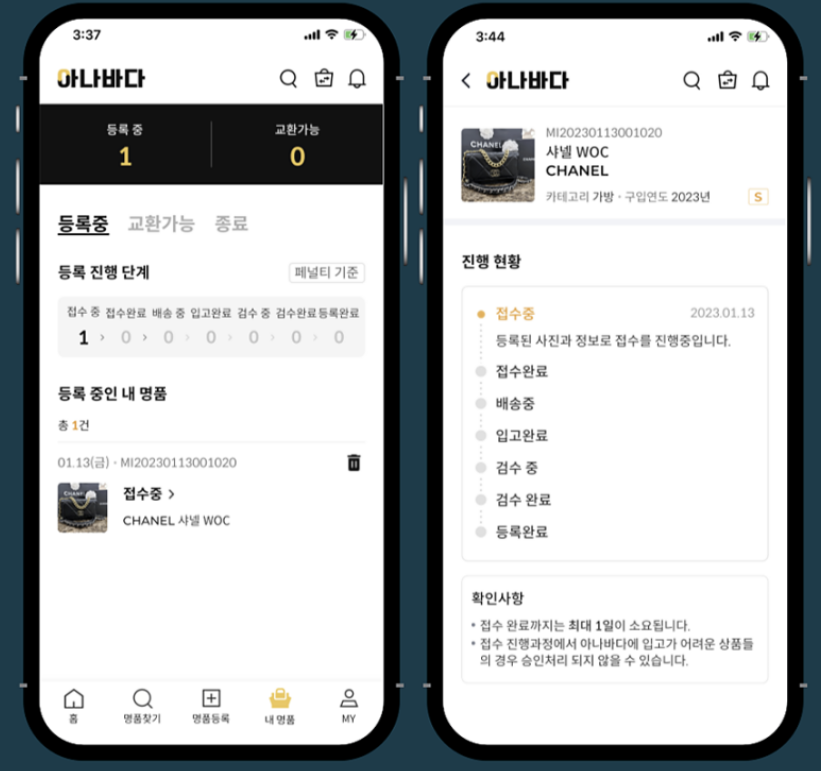 3:37
아나바다
등록 중
교환가능
1
0
등록중 교환가능 종료
등록 진행 단계
페널티 기준
접수 중 접수완료 배송 중 입고완료 검수 중 검수완료 등록완료
1 > 0 > 0 > 0 > 0 > 0 > 0
등록 중인 내 명품
총 1건
01.13(금) · MI20230113001020
접수중 >
CHANEL 샤넬 WOC
홈
명품찾기
명품등록
내 명품
MY
3:44
아나바다
CHANEL
MI20230113001020
샤넬 WOC
CHANEL
카테고리 가방 · 구입연도 2023년
S
진행 현황
접수중
2023.01.13
등록된 사진과 정보로 접수를 진행중입니다.
접수완료
배송중
입고완료
검수 중
검수 완료
등록완료
확인사항
• 접수 완료까지는 최대 1일이 소요됩니다.
• 접수 진행과정에서 아나바다에 입고가 어려운 상품들
의 경우 승인처리 되지 않을 수 있습니다.